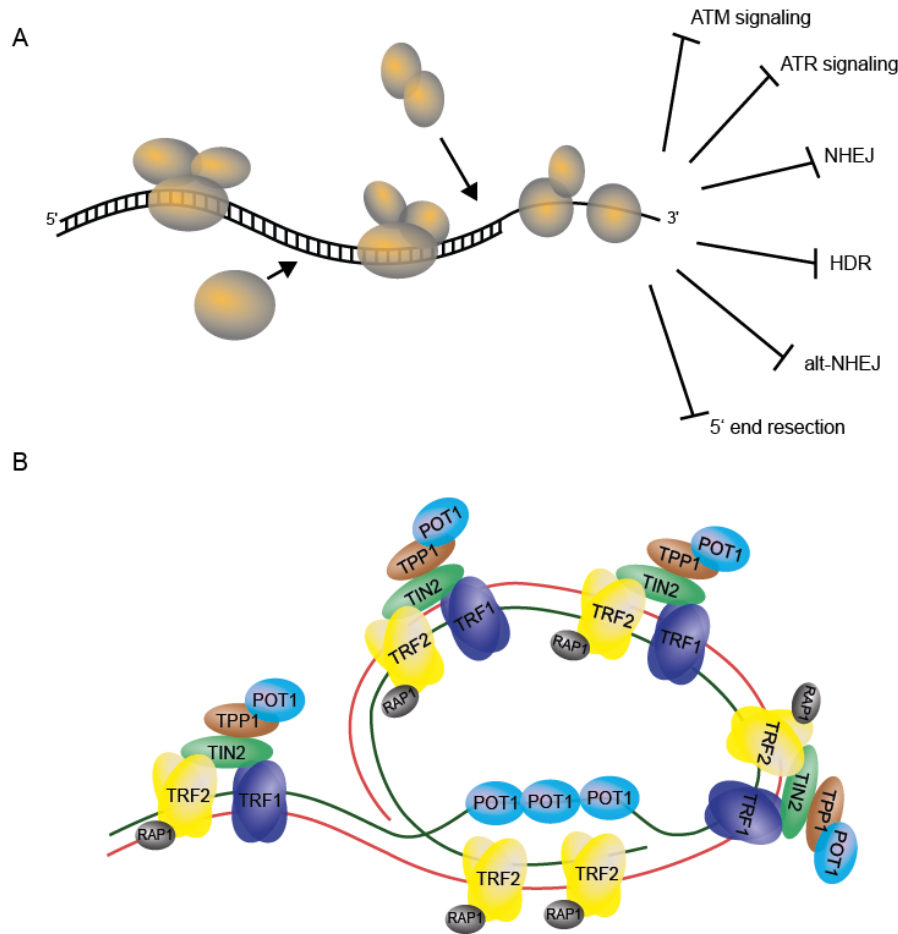 A
ATM signaling
ATR signaling
NHEJ
5'
3'
HDR
alt-NHEJ
5' end resection
B
POT1
TPP1
TIN2
TRF2
TRF1
RAP1
POT1
TPP1
TIN2
TRF2
TRF1
RAP1
POT1
TPP1
TIN2
TRF2
TRF1
RAP1
RAP1
TRF2
TIN2
TRF1
TPP1
POT1
POT1 POT1 POT1
TRF2 TRF2
RAP1 RAP1